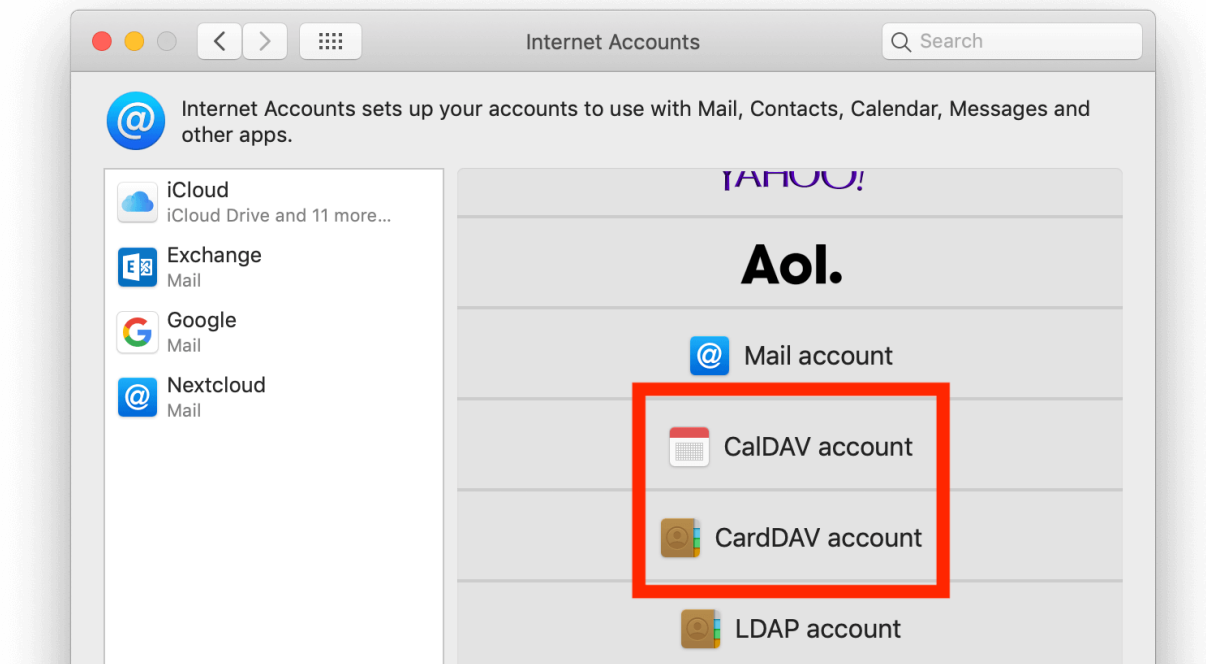 Internet Accounts
Search
Internet Accounts sets up your accounts to use with Mail, Contacts, Calendar, Messages and
other apps.
iCloud
iCloud Drive and 11 more...
Exchange
Mail
Google
Mail
Nextcloud
Mail
YAHOO!
Aol.
Mail account
CalDAV account
CardDAV account
LDAP account